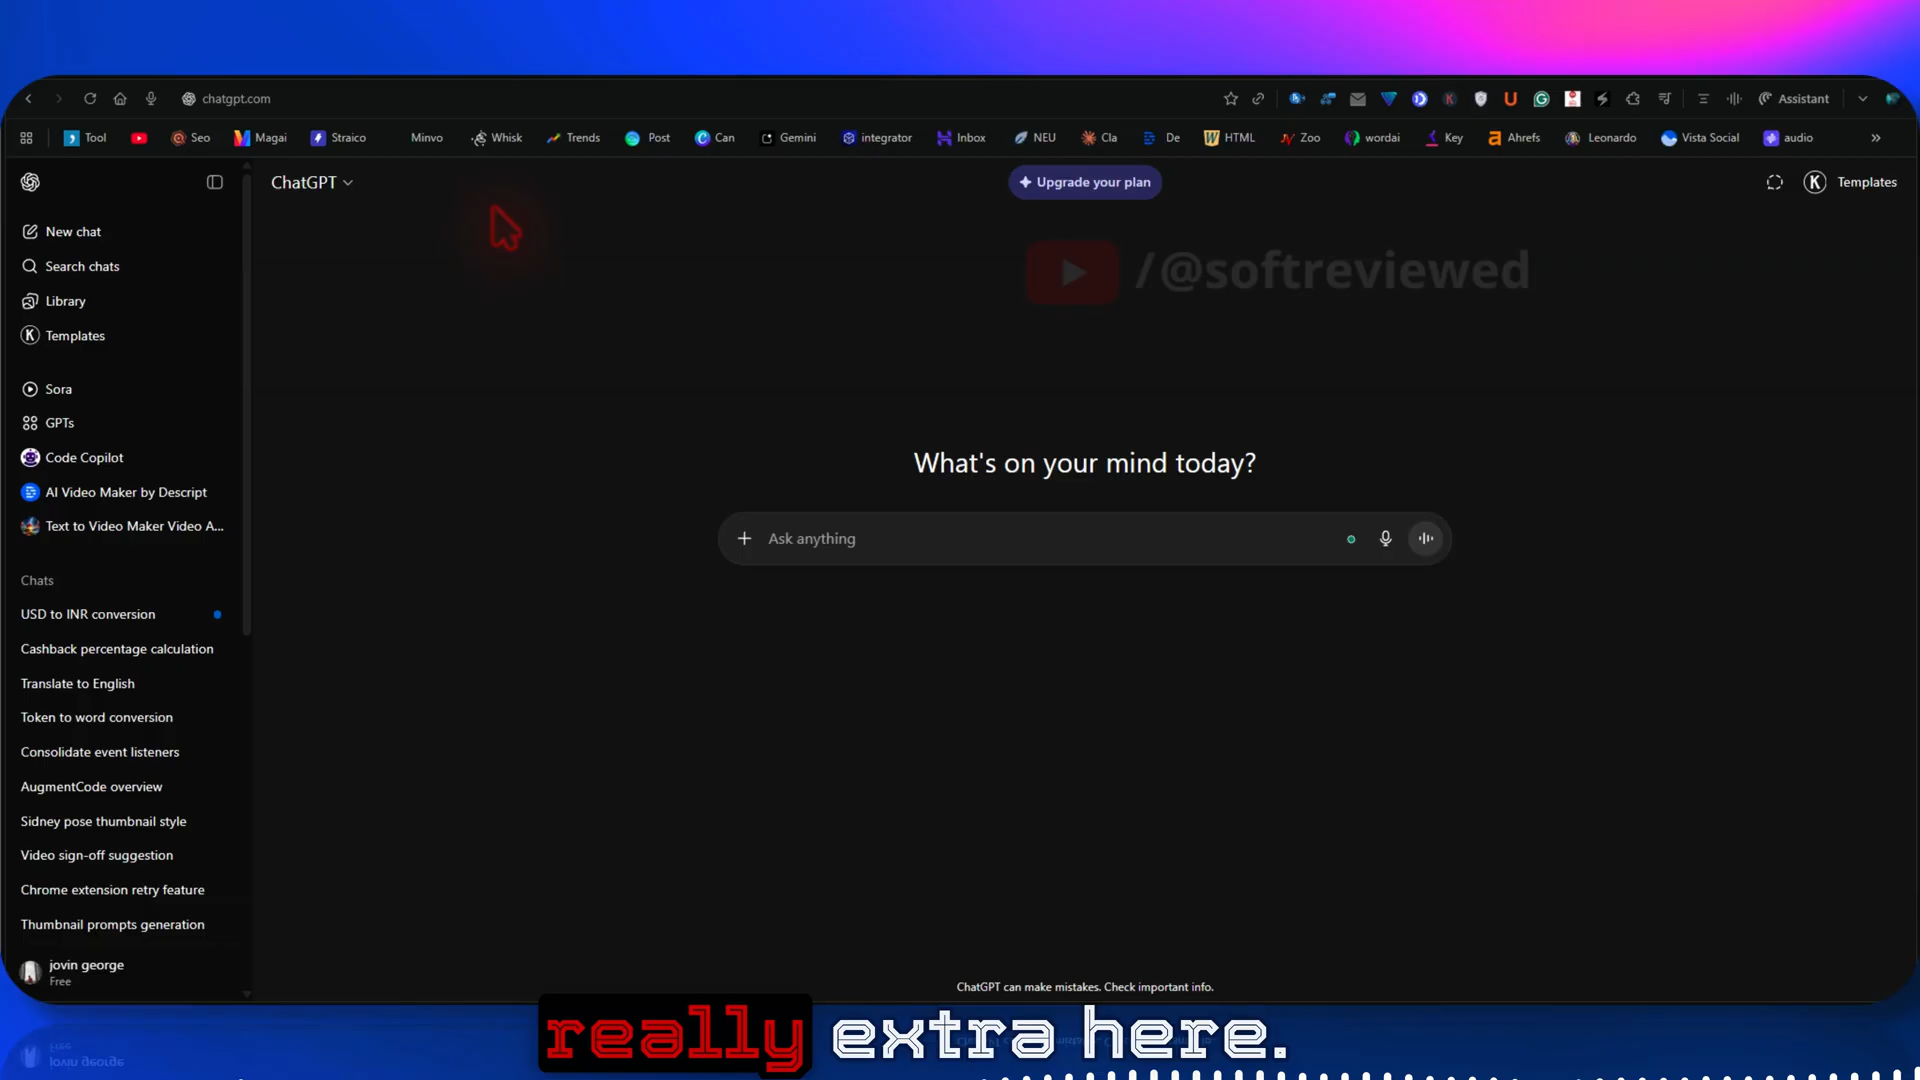 chatgpt.com
Assistant
Tool
Seo
Magai
Straico
Minvo
Whisk
Trends
Post
Can
Gemini
integrator
Inbox
NEU
Cla
De
HTML
Zoo
wordai
Key
Ahrefs
Leonardo
Vista Social
audio
ChatGPT
Upgrade your plan
Templates
New chat
Search chats
Library
Templates
/@softreviewed
Sora
GPTs
Code Copilot
AI Video Maker by Descript
Text to Video Maker Video A...
What's on your mind today?
Ask anything
Chats
USD to INR conversion
Cashback percentage calculation
Translate to English
Token to word conversion
Consolidate event listeners
AugmentCode overview
Sidney pose thumbnail style
Video sign-off suggestion
Chrome extension retry feature
Thumbnail prompts generation
jovin george
Free
ChatGPT can make mistakes. Check important info.
really extra here.